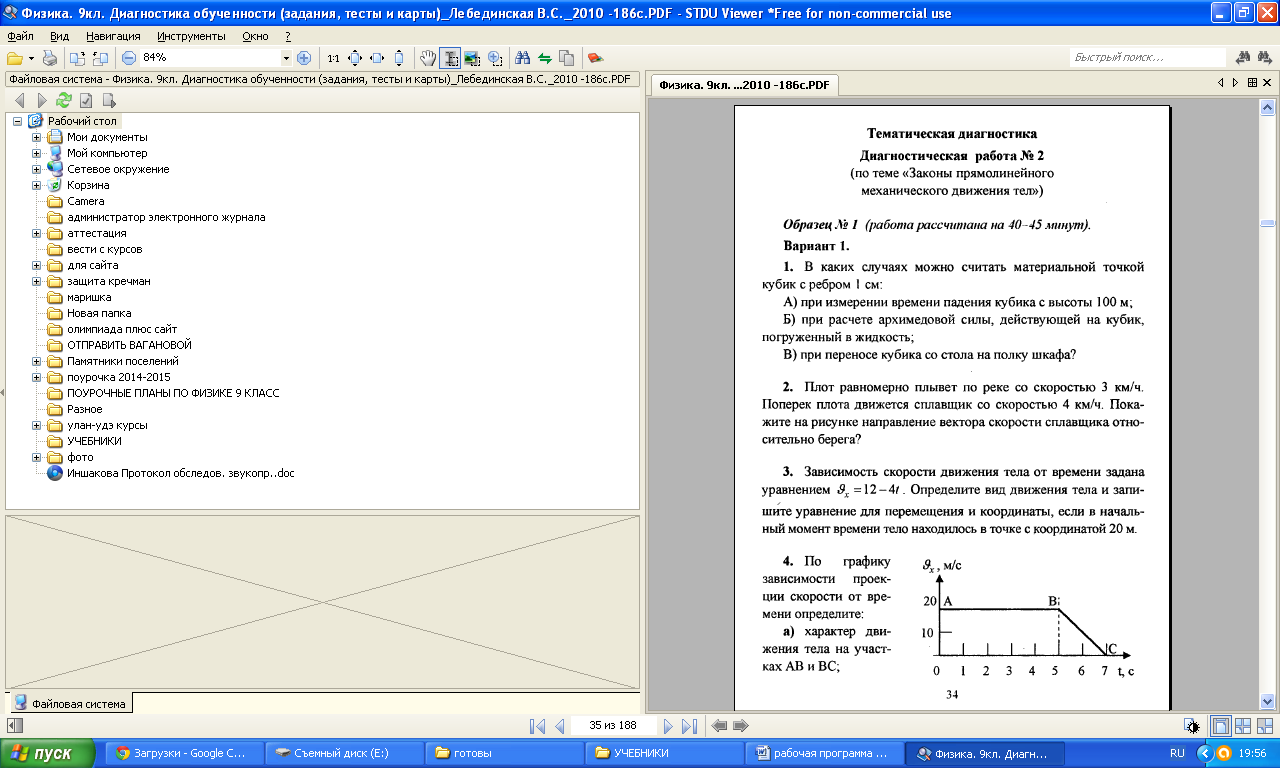 Физика. 9кл. Диагностика обученности (задания, тесты и карты)_Лебединская В.С._2010 -186с.PDF - STDU Viewer *Free for non-commercial use
Файл Вид Навигация Инструменты Окно ?
84%
1:1
Быстрый поиск...
Файловая система - Физика. 9кл. Диагностика обученности (задания, тесты и карты)_Лебединская В.С._2010 -186с.PDF
Рабочий стол
Мои документы
Мой компьютер
Сетевое окружение
Корзина
Camera
администратор электронного журнала
аттестация
вести с курсов
для сайта
защита кречман
маришка
Новая папка
олимпиада плюс сайт
ОТПРАВИТЬ ВАГАНОВОЙ
Памятники поселений
поурочка 2014-2015
ПОУРОЧНЫЕ ПЛАНЫ ПО ФИЗИКЕ 9 КЛАСС
Разное
улан-удэ курсы
УЧЕБНИКИ
фото
Иншакова Протокол обследов. звукопр..doc
Файловая система
Физика. 9кл. ...2010 -186с.PDF
Тематическая диагностика
Диагностическая работа № 2
(по теме «Законы прямолинейного
механического движения тел»)
Образец № 1 (работа рассчитана на 40–45 минут).
Вариант 1.
1. В каких случаях можно считать материальной точкой
кубик с ребром 1 см:
А) при измерении времени падения кубика с высоты 100 м;
Б) при расчете архимедовой силы, действующей на кубик,
погруженный в жидкость;
В) при переносе кубика со стола на полку шкафа?
2. Плот равномерно плывет по реке со скоростью 3 км/ч.
Поперек плота движется сплавщик со скоростью 4 км/ч. Пока-
жите на рисунке направление вектора скорости сплавщика отно-
сительно берега?
3. Зависимость скорости движения тела от времени задана
уравнением ϑx = 12 – 4t. Определите вид движения тела и запи-
шите уравнение для перемещения и координаты, если в началь-
ный момент времени тело находилось в точке с координатой 20 м.
4. По графику
зависимости проек-
ции скорости от вре-
мени определите:
а) характер дви-
жения тела на участ-
ках АВ и ВС;
ϑx, м/с
20 A B
10
C
0 1 2 3 4 5 6 7 t, с
34
35 из 188
пуск
Загрузки - Google C...
Съемный диск (E:)
готовы
УЧЕБНИКИ
рабочая программа ...
Физика. 9кл. Диагн...
RU
19:56